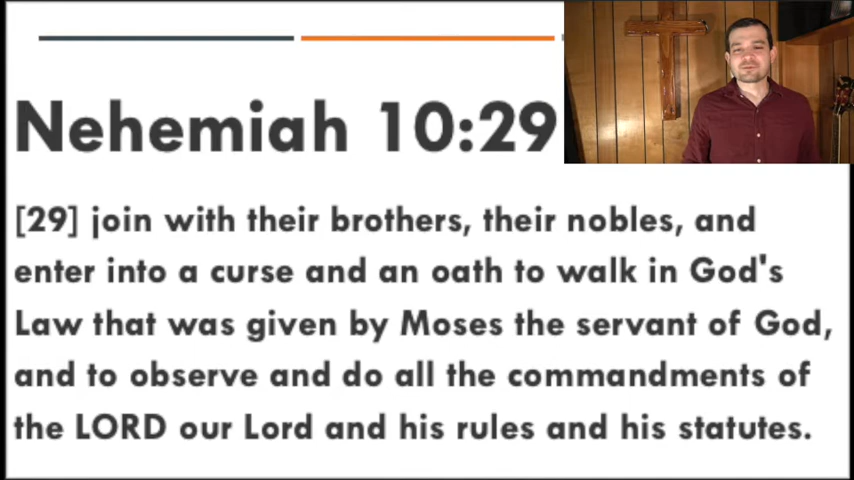 Nehemiah 10:29
[29] join with their brothers, their nobles, and
enter into a curse and an oath to walk in God's
Law that was given by Moses the servant of God,
and to observe and do all the commandments of
the LORD our Lord and his rules and his statutes.